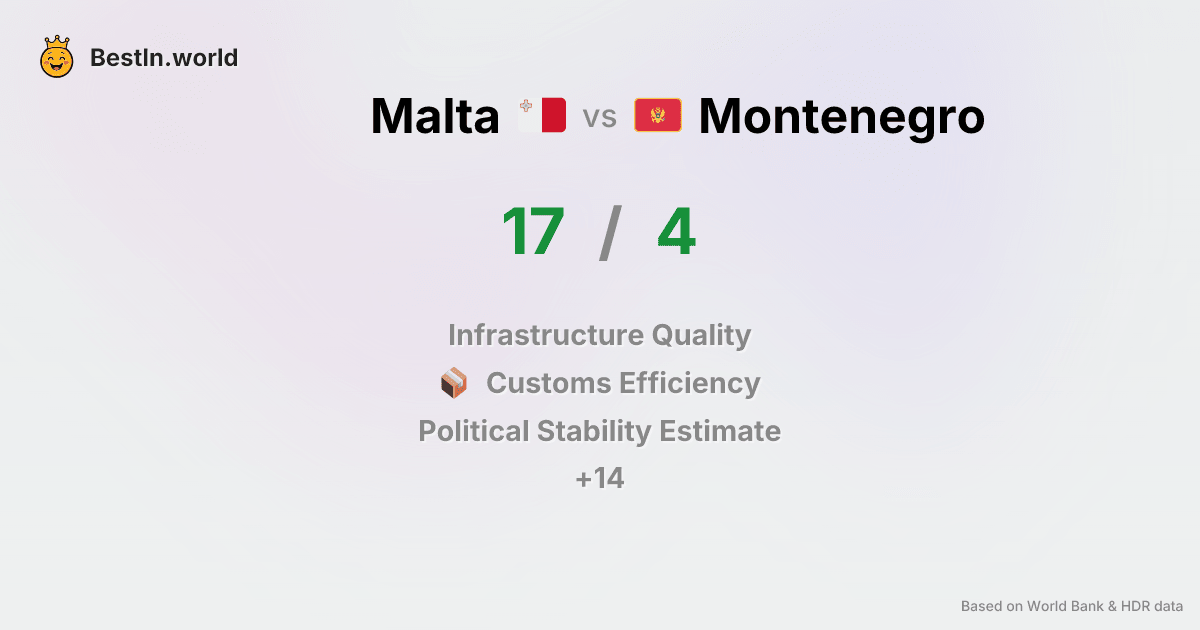 BestIn.world
Malta vs Montenegro
17 / 4
Infrastructure Quality
Customs Efficiency
Political Stability Estimate
+14
Based on World Bank & HDR data